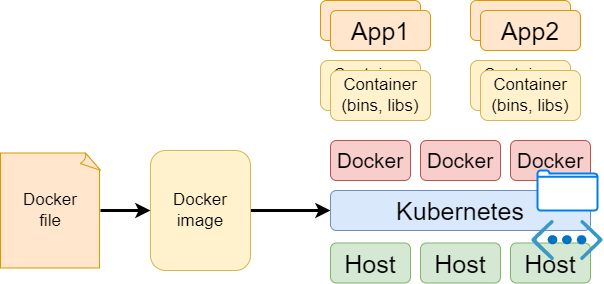 App1
App2
Container
(bins, libs)
Container
(bins, libs)
Docker
Docker
Docker
Docker
file
Docker
image
Kubernetes
Host
Host
Host